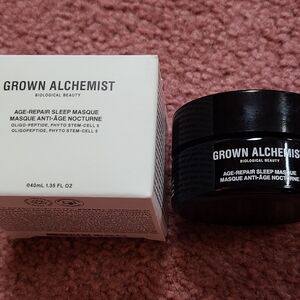 GROWN ALCHEMIST
BIOLOGICAL BEAUTY
AGE-REPAIR SLEEP MASQUE
MASQUE ANTI-ÂGE NOCTURNE
OLIGO-PEPTIDE, PHYTO STEM-CELL 3
OLIGOPEPTIDE, PHYTO STEM-CELL 3
40mL 1.35 FL OZ
GROWN ALCHEMIST
BIOLOGICAL BEAUTY
AGE-REPAIR SLEEP MASQUE
MASQUE ANTI-ÂGE NOCTURNE